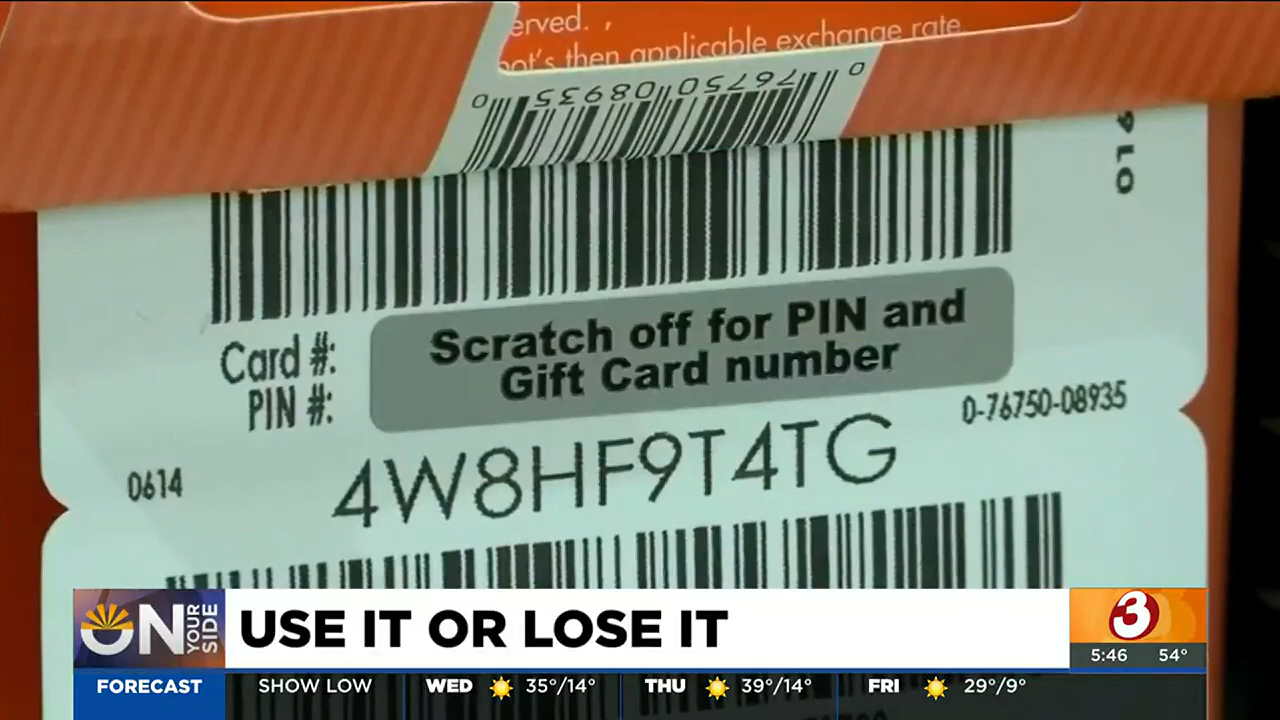 erved. ,
ot's then applicable exchange rate.
0 76750 08935 0
Card #:
PIN #:
Scratch off for PIN and
Gift Card number
0-76750-08935
4W8HF9T4TG
0614
ON YOUR SIDE
USE IT OR LOSE IT
3
5:46 54°
FORECAST SHOW LOW WED 35°/14° THU 39°/14° FRI 29°/9°